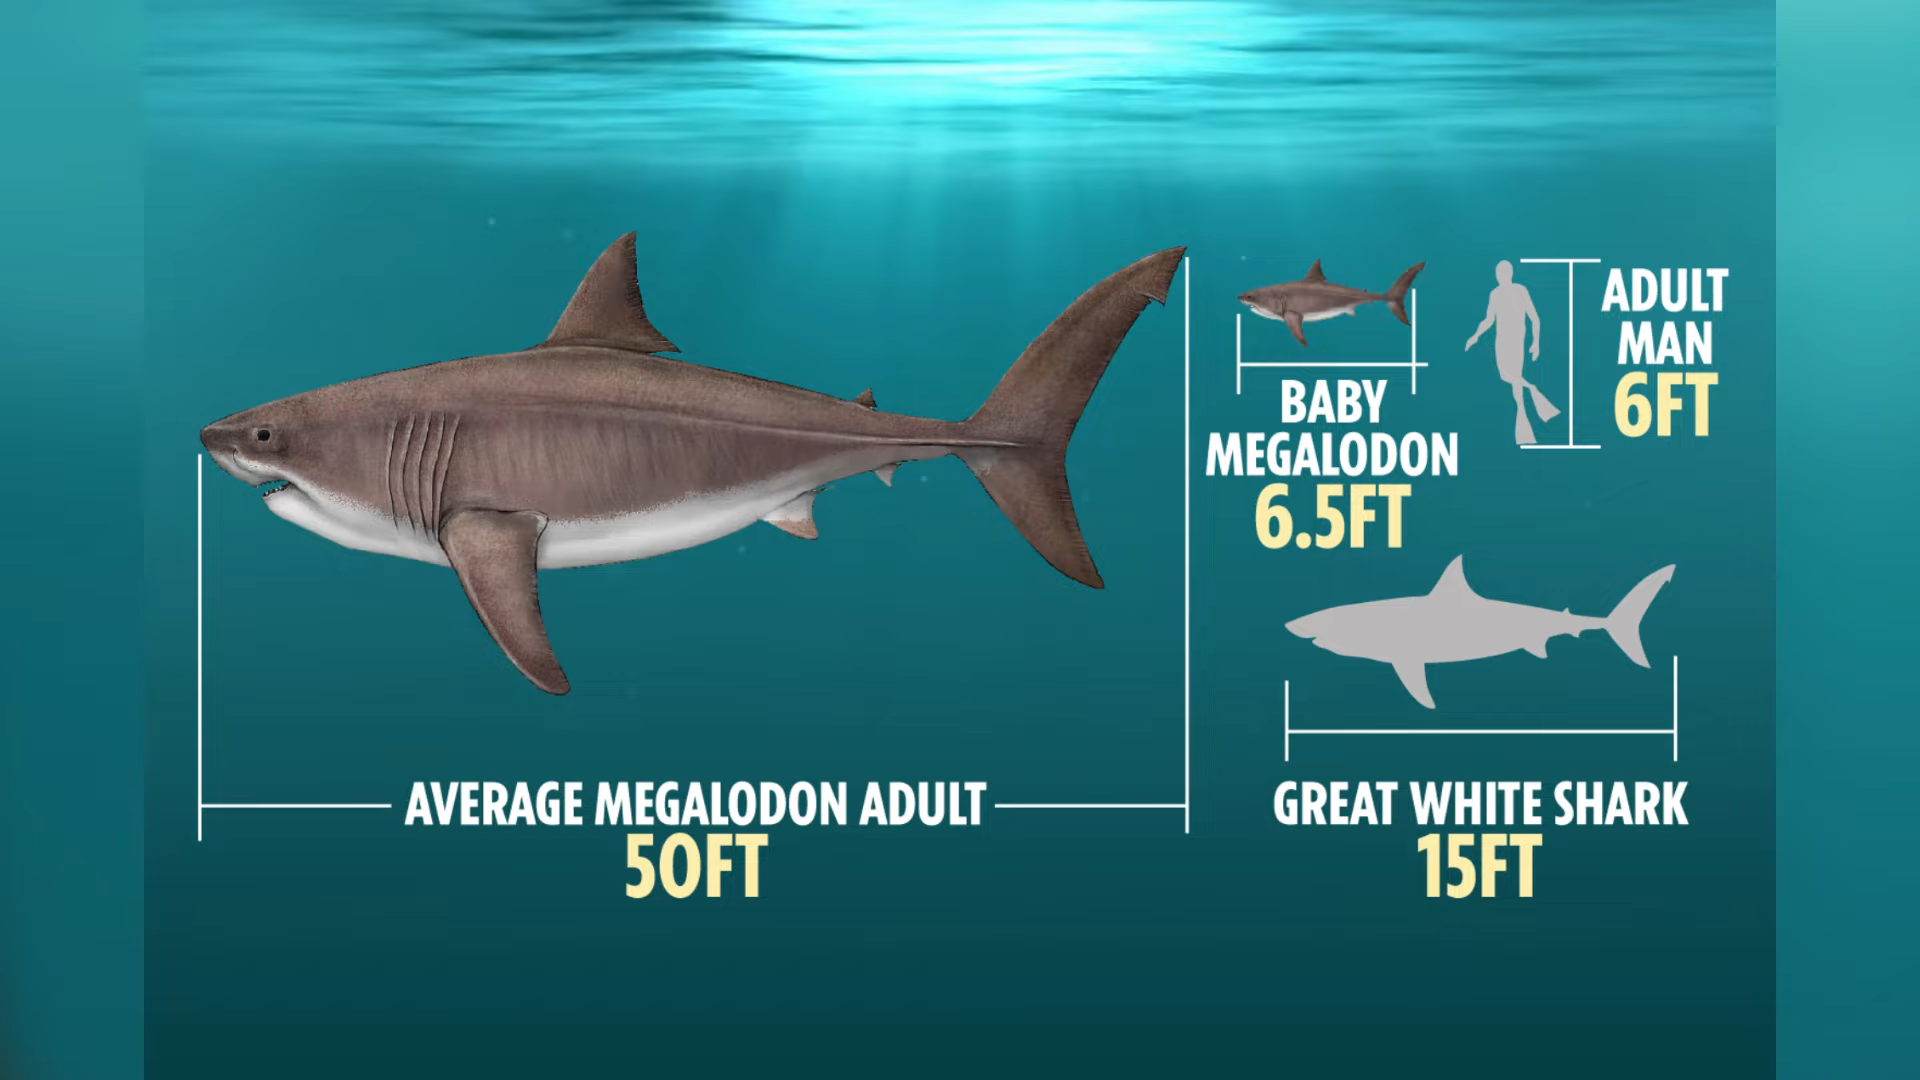 AVERAGE MEGALODON ADULT
50FT
BABY
MEGALODON
6.5FT
ADULT
MAN
6FT
GREAT WHITE SHARK
15FT